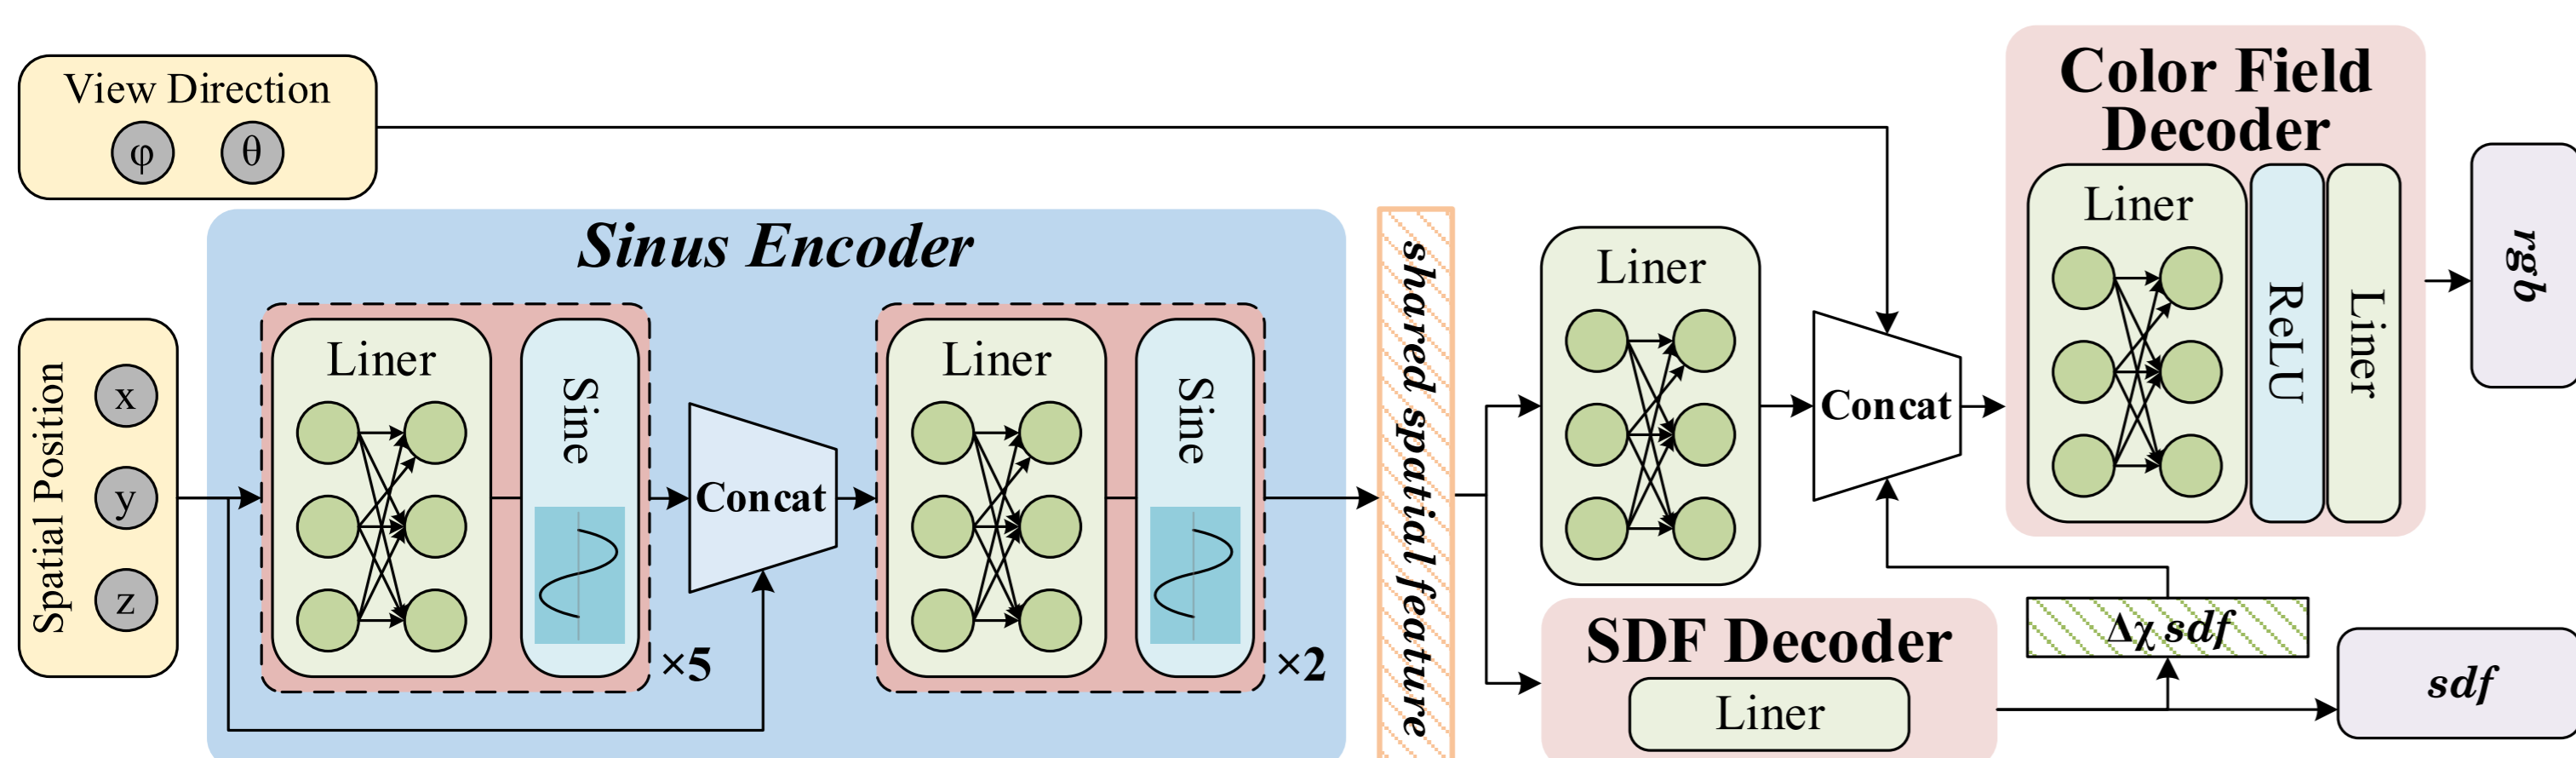 View Direction
φ θ
Spatial Position
x
y
z
Sinus Encoder
Liner
Sine
×5
Concat
Liner
Sine
×2
shared spatial feature
Liner
Concat
SDF Decoder
Liner
Δχ sdf
sdf
Color Field
Decoder
Liner
ReLU
Liner
rgb